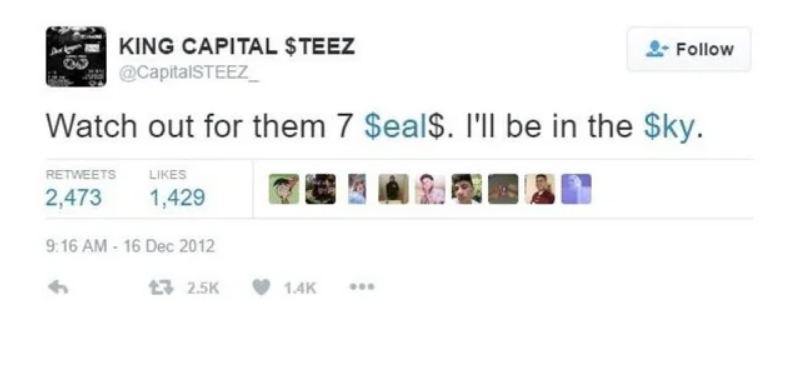 KING CAPITAL $TEEZ
@CapitalSTEEZ_
Follow
Watch out for them 7 $eal$. I'll be in the $ky.
RETWEETS LIKES
2,473 1,429
9:16 AM - 16 Dec 2012
2.5K 1.4K